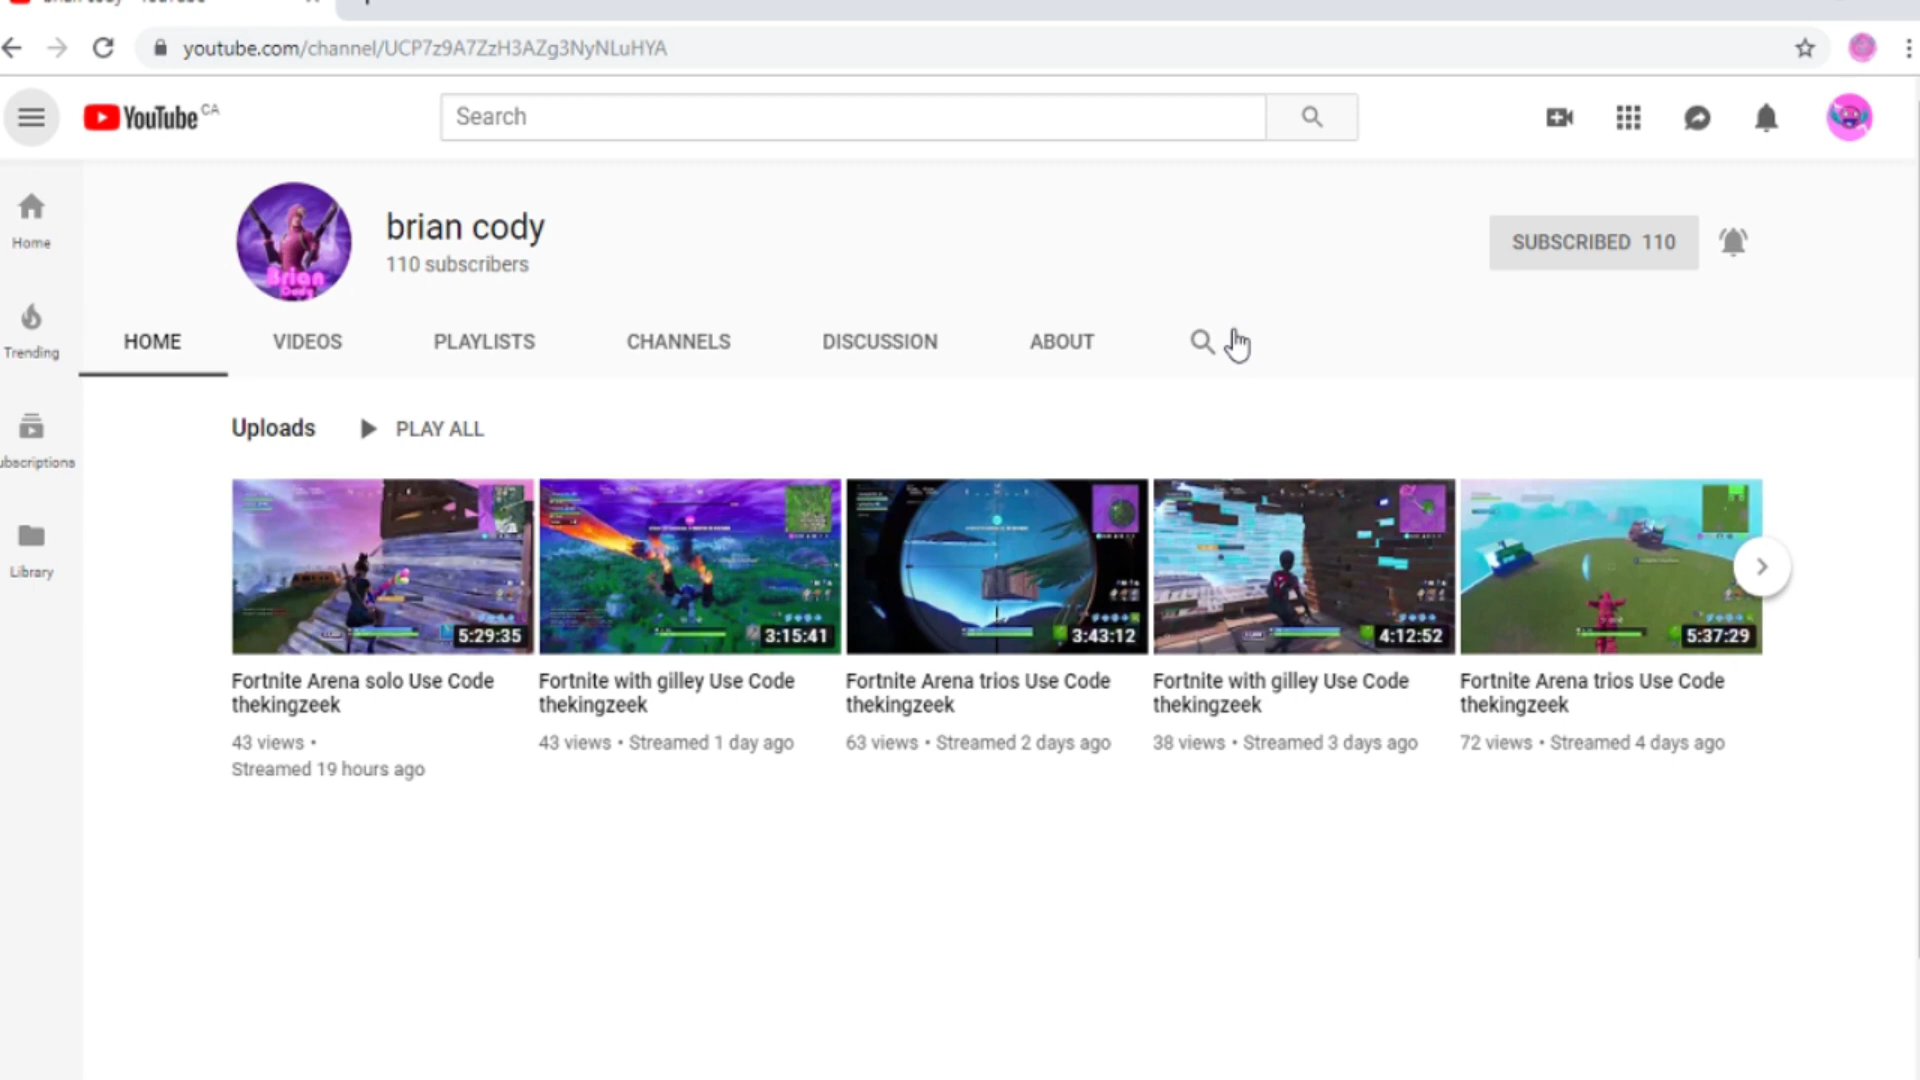 youtube.com/channel/UCP7z9A7ZzH3AZg3NyNLuHYA
YouTube CA
Search
Home
Trending
ubscriptions
Library
Brian
Cody
brian cody
110 subscribers
SUBSCRIBED 110
HOME VIDEOS PLAYLISTS CHANNELS DISCUSSION ABOUT
Uploads PLAY ALL
5:29:35 3:15:41 3:43:12 4:12:52 5:37:29
Fortnite Arena solo Use Code
thekingzeek
43 views •
Streamed 19 hours ago
Fortnite with gilley Use Code
thekingzeek
43 views • Streamed 1 day ago
Fortnite Arena trios Use Code
thekingzeek
63 views • Streamed 2 days ago
Fortnite with gilley Use Code
thekingzeek
38 views • Streamed 3 days ago
Fortnite Arena trios Use Code
thekingzeek
72 views • Streamed 4 days ago